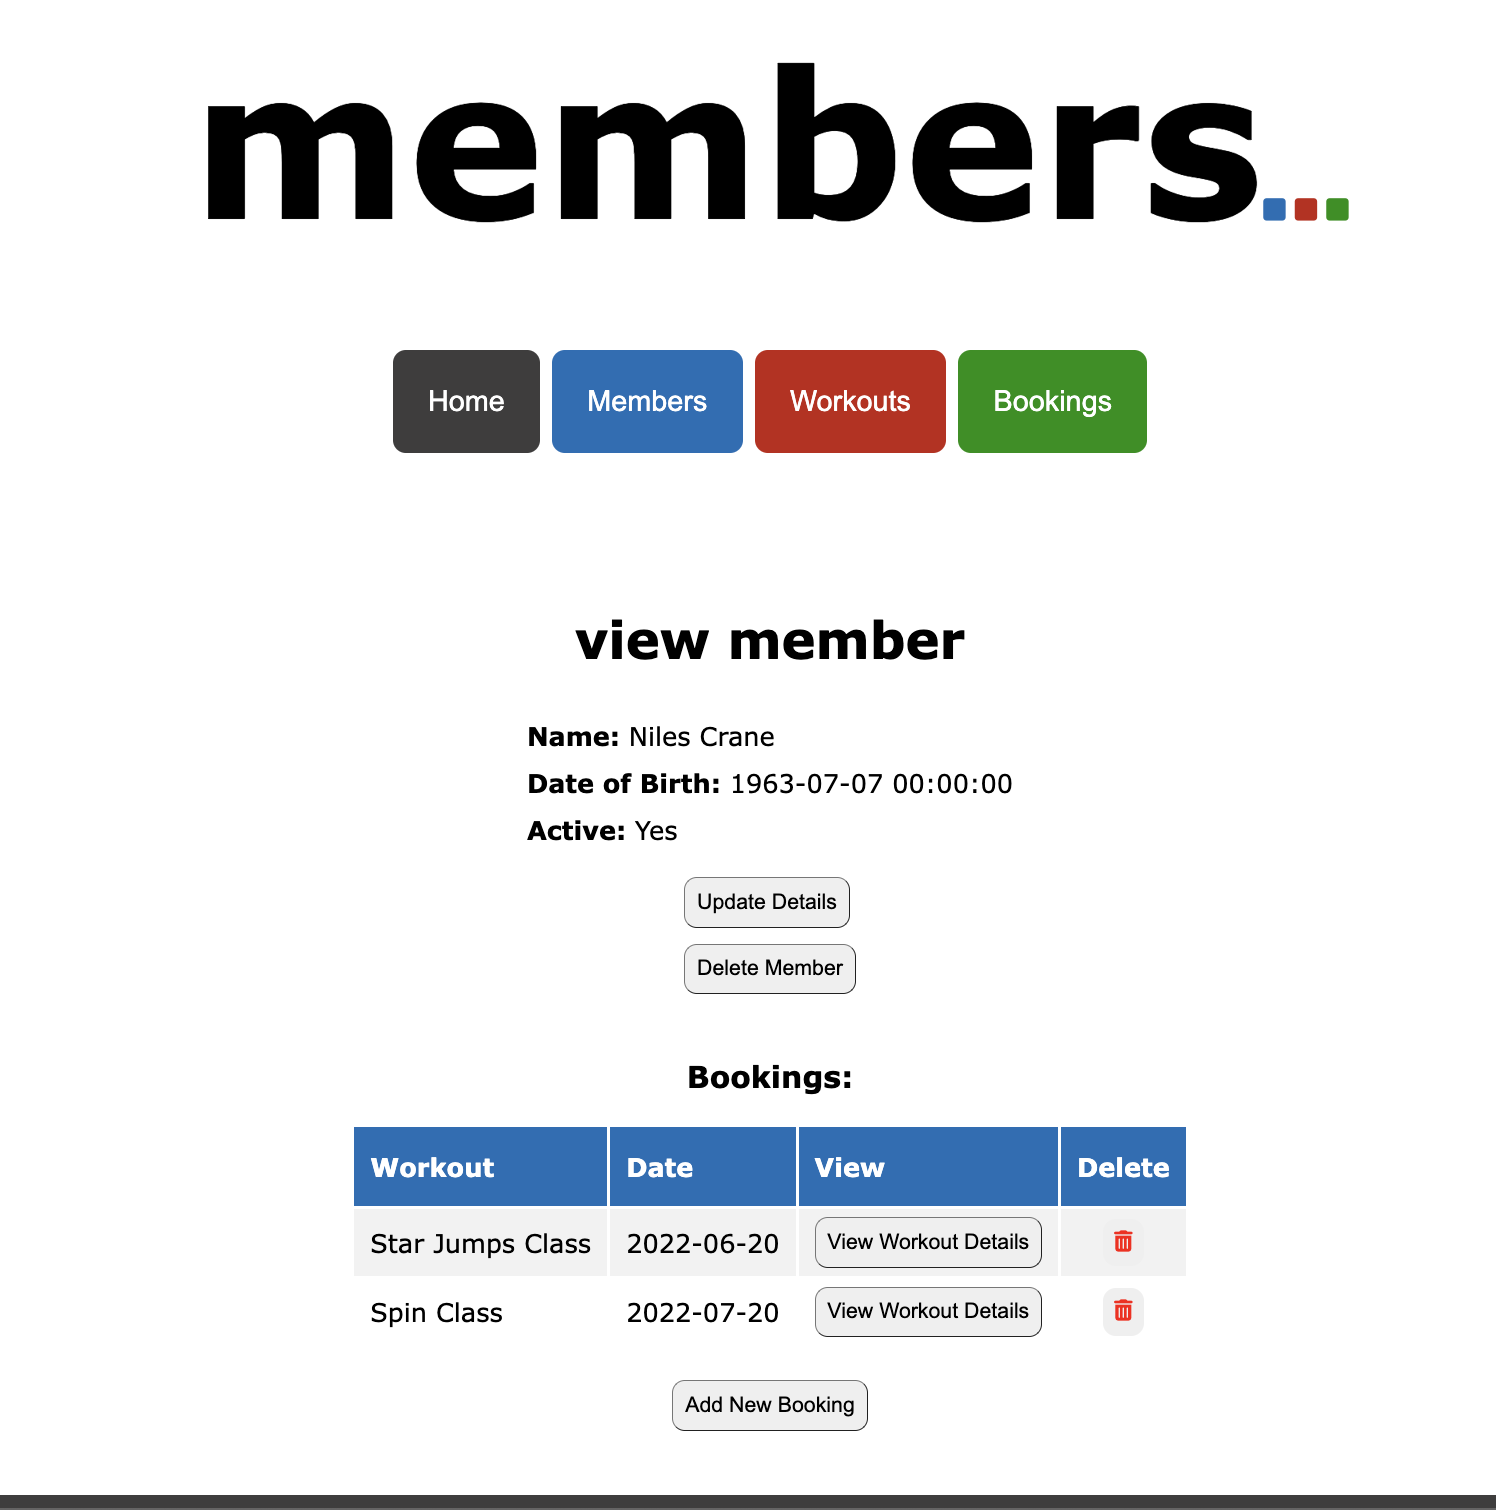 members...
Home Members Workouts Bookings
view member
Name: Niles Crane
Date of Birth: 1963-07-07 00:00:00
Active: Yes
Update Details
Delete Member
Bookings:
Workout Date View Delete
Star Jumps Class 2022-06-20 View Workout Details
Spin Class 2022-07-20 View Workout Details
Add New Booking